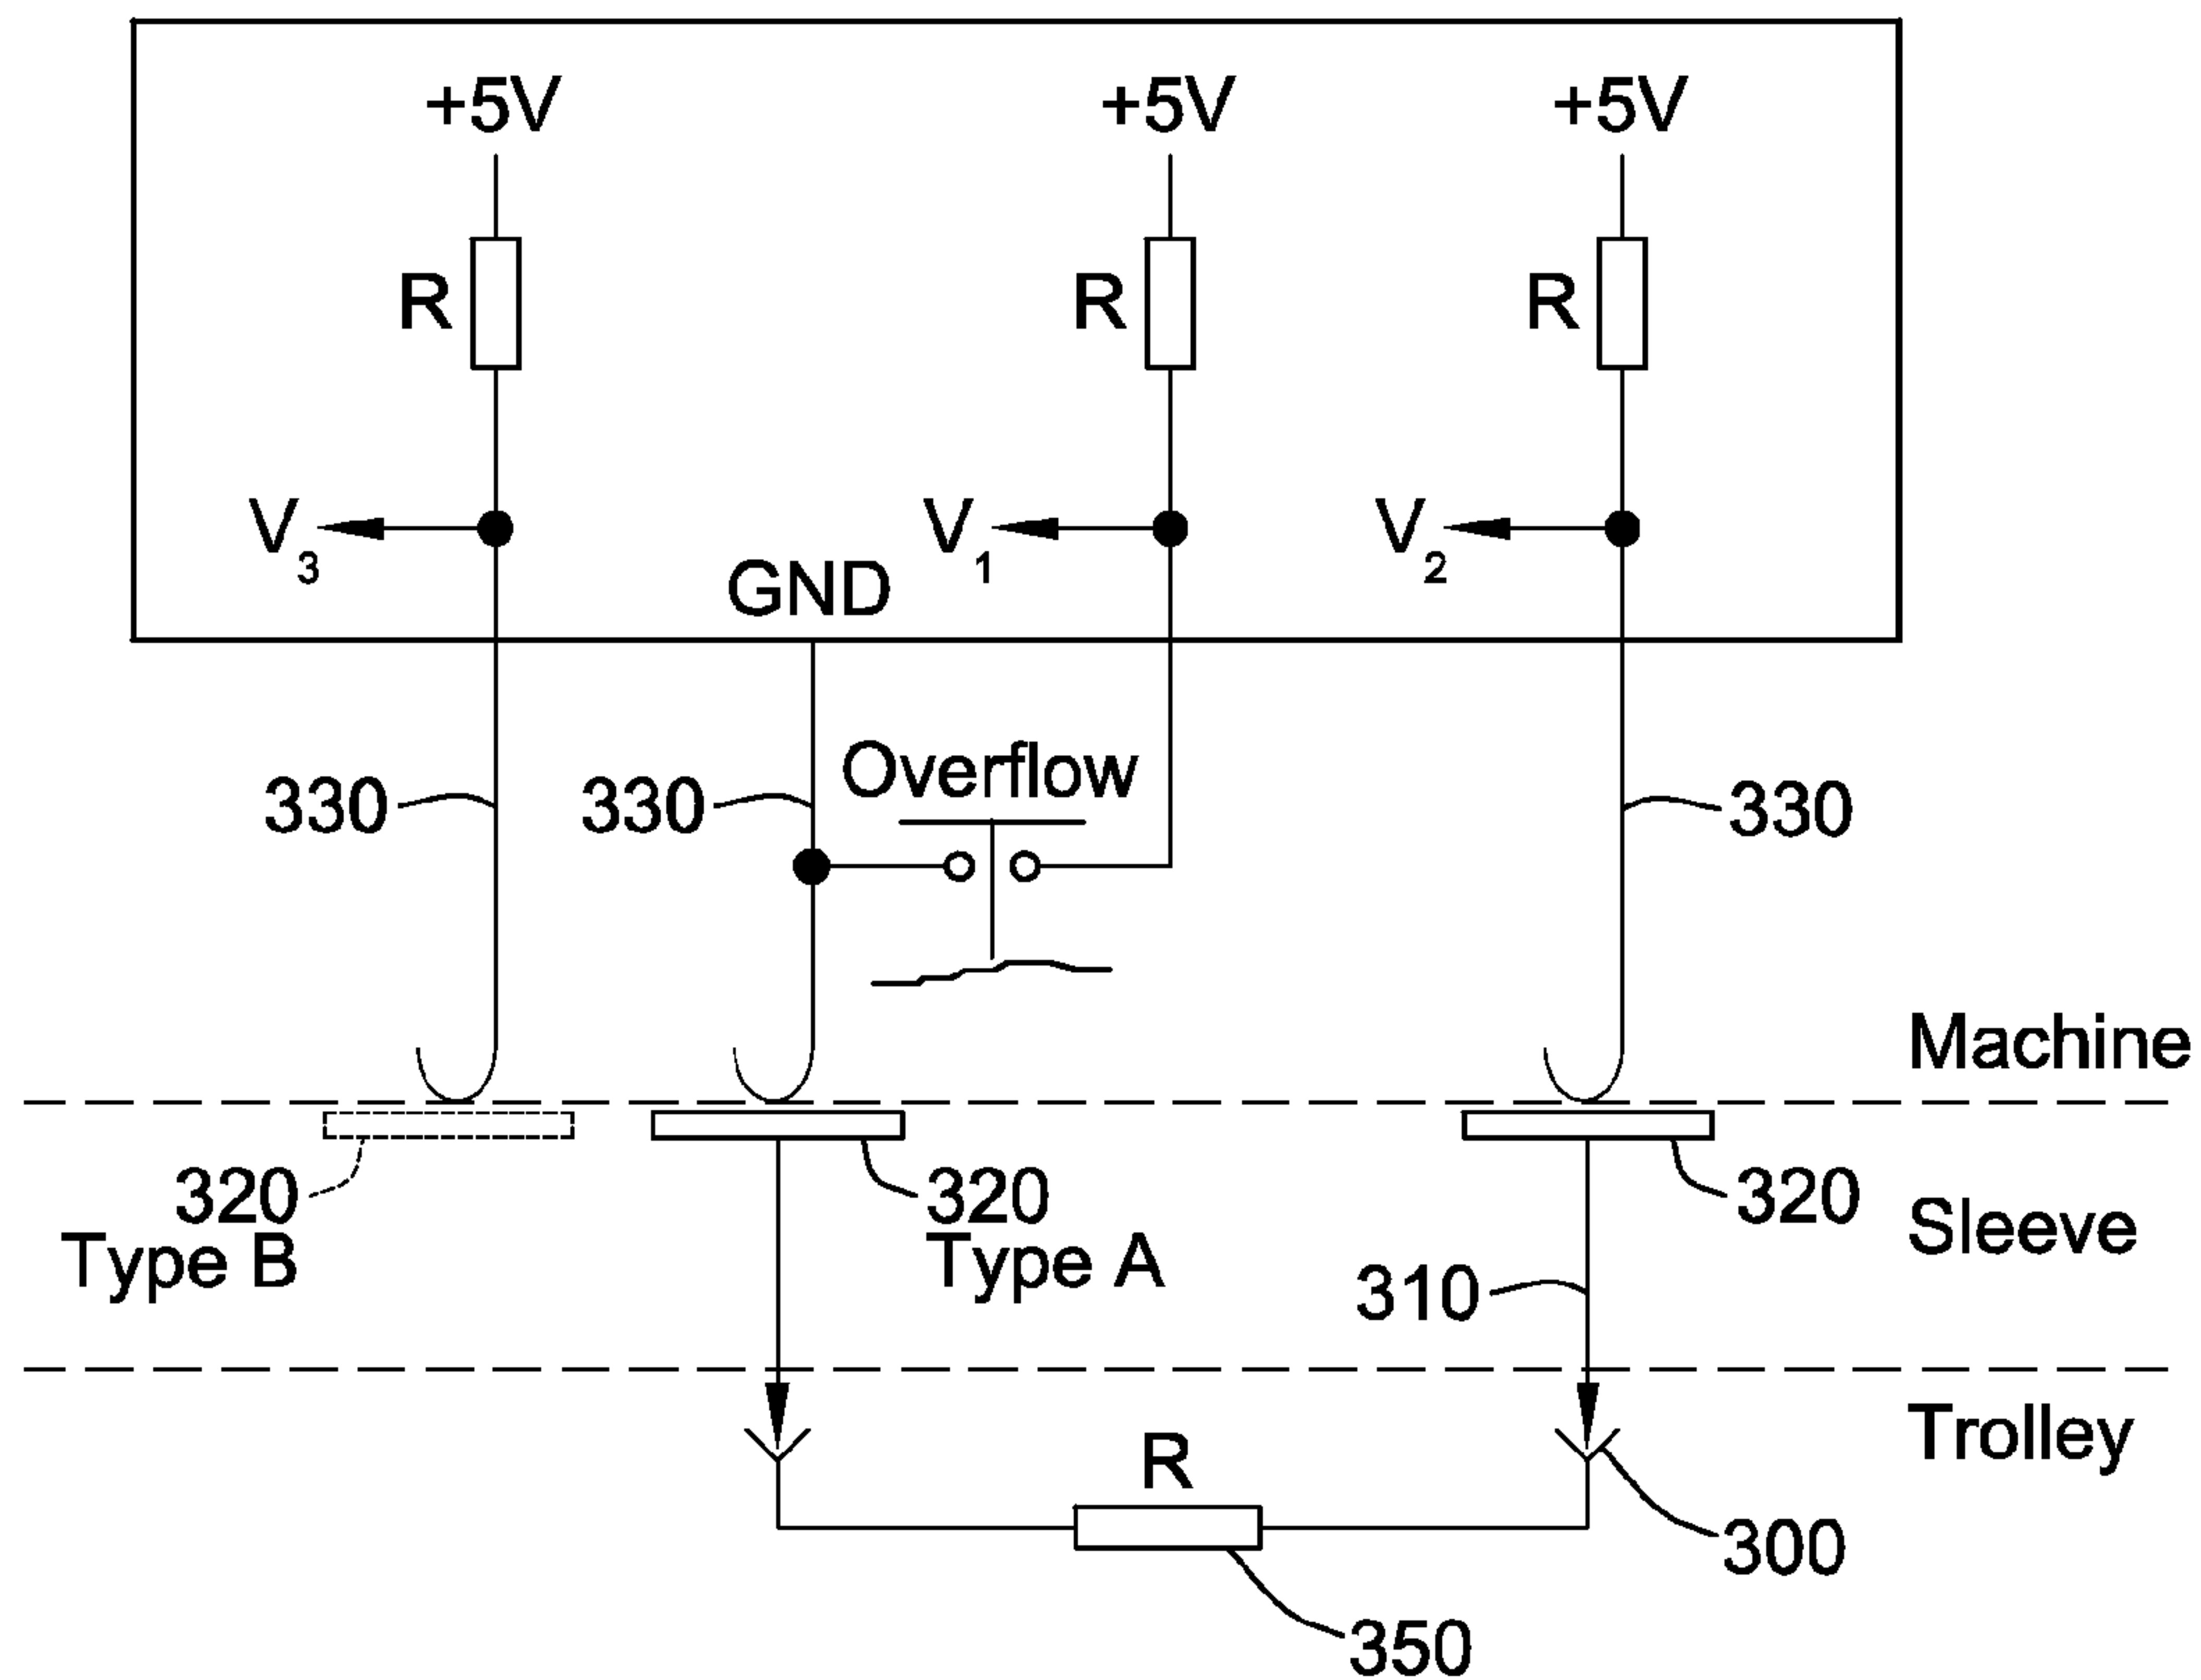 +5V +5V +5V
R R R
V3 V1 V2
GND
Overflow
330 330 330
Machine
320 320 320
Type B Type A Sleeve
310
Trolley
R
300
350